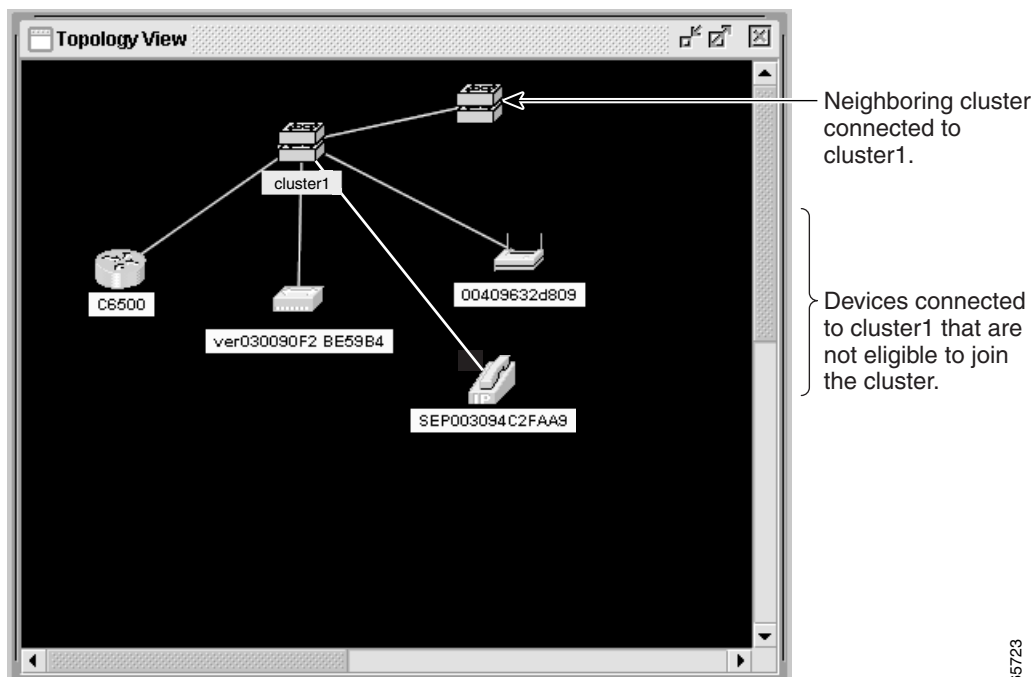 Topology View
Neighboring cluster
connected to
cluster1.
cluster1
C6500
ver030090F2 BE59B4
00409632d809
SEP003094C2FAA9
IP
Devices connected
to cluster1 that are
not eligible to join
the cluster.